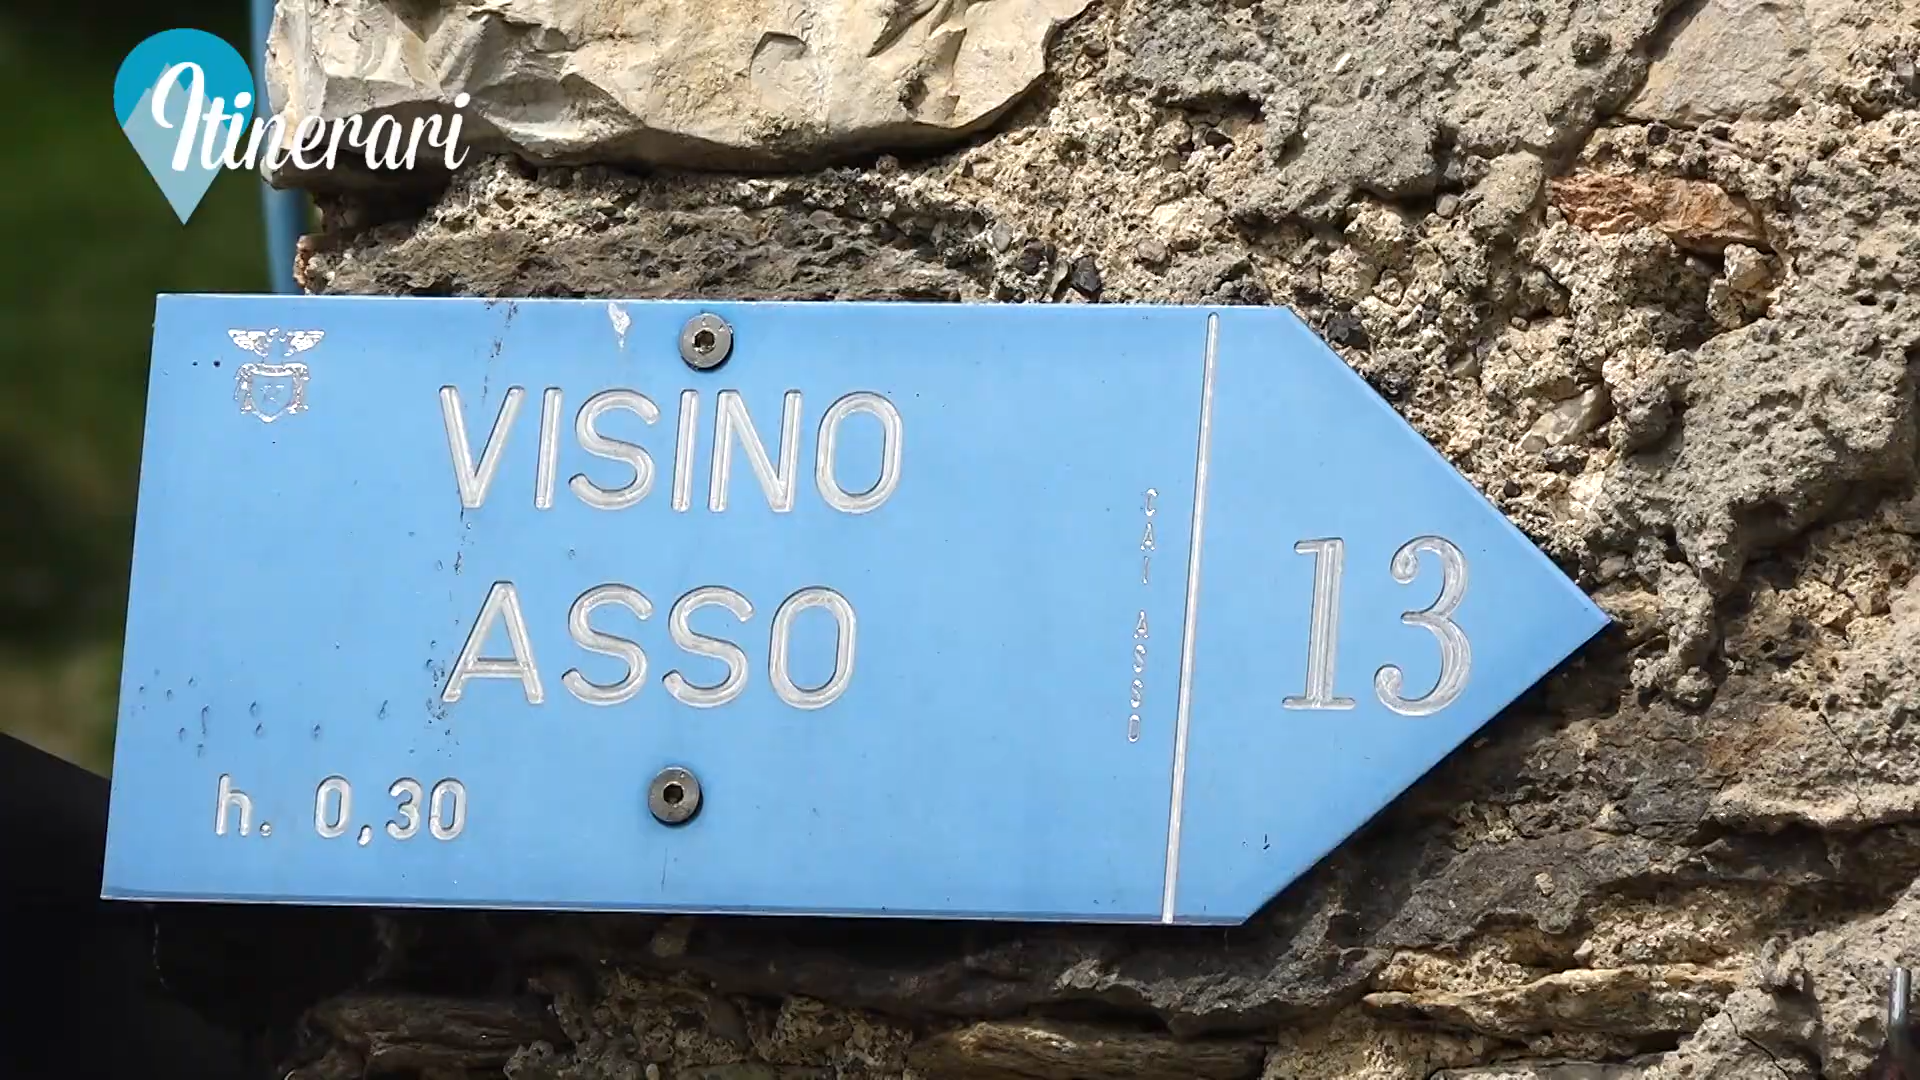 Itinerari
VISINO
ASSO
h. 0,30
CAI ASSO
13